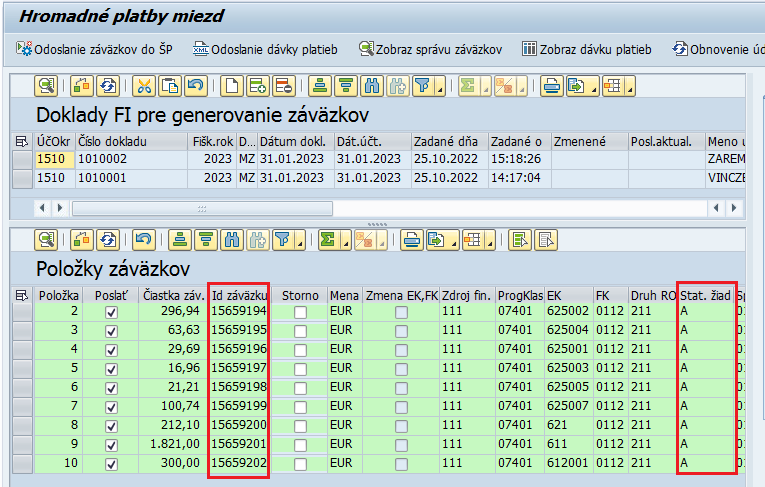 Hromadné platby miezd
Odoslanie záväzkov do ŠP Odoslanie dávky platieb Zobraz správu záväzkov Zobraz dávku platieb Obnovenie úd
Doklady FI pre generovanie záväzkov
ÚčOkr Číslo dokladu Fišk.rok D... Dátum dokl. Dát.účt. Zadané dňa Zadané o Zmenené Posl.aktual. Meno u
1510 1010002 2023 MZ 31.01.2023 31.01.2023 25.10.2022 15:18:26 ZAREM
1510 1010001 2023 MZ 31.01.2023 31.01.2023 25.10.2022 14:17:04 VINCZE
Položky záväzkov
Položka Poslať Čiastka záv. Id záväzku Storno Mena Zmena EK,FK Zdroj fin. ProgKlas EK FK Druh RO Stat. žiad Sp
2 296,94 15659194 EUR 111 07401 625002 0112 211 A 01
3 63,63 15659195 EUR 111 07401 625004 0112 211 A 01
4 29,69 15659196 EUR 111 07401 625001 0112 211 A 01
5 16,96 15659197 EUR 111 07401 625003 0112 211 A 01
6 21,21 15659198 EUR 111 07401 625005 0112 211 A 01
7 100,74 15659199 EUR 111 07401 625007 0112 211 A 01
8 212,10 15659200 EUR 111 07401 621 0112 211 A 01
9 1.821,00 15659201 EUR 111 07401 611 0112 211 A 01
10 300,00 15659202 EUR 111 07401 612001 0112 211 A 01